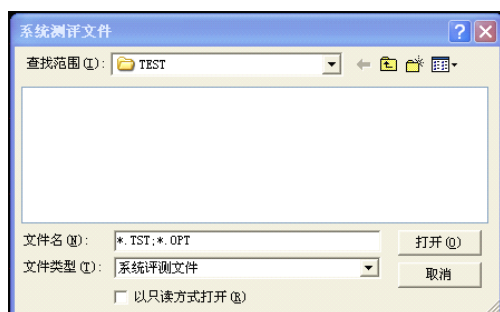 系统测评文件
查找范围(I): TEST
文件名(N): *.TST;*.OPT 打开(O)
文件类型(T): 系统评测文件 取消
以只读方式打开(R)